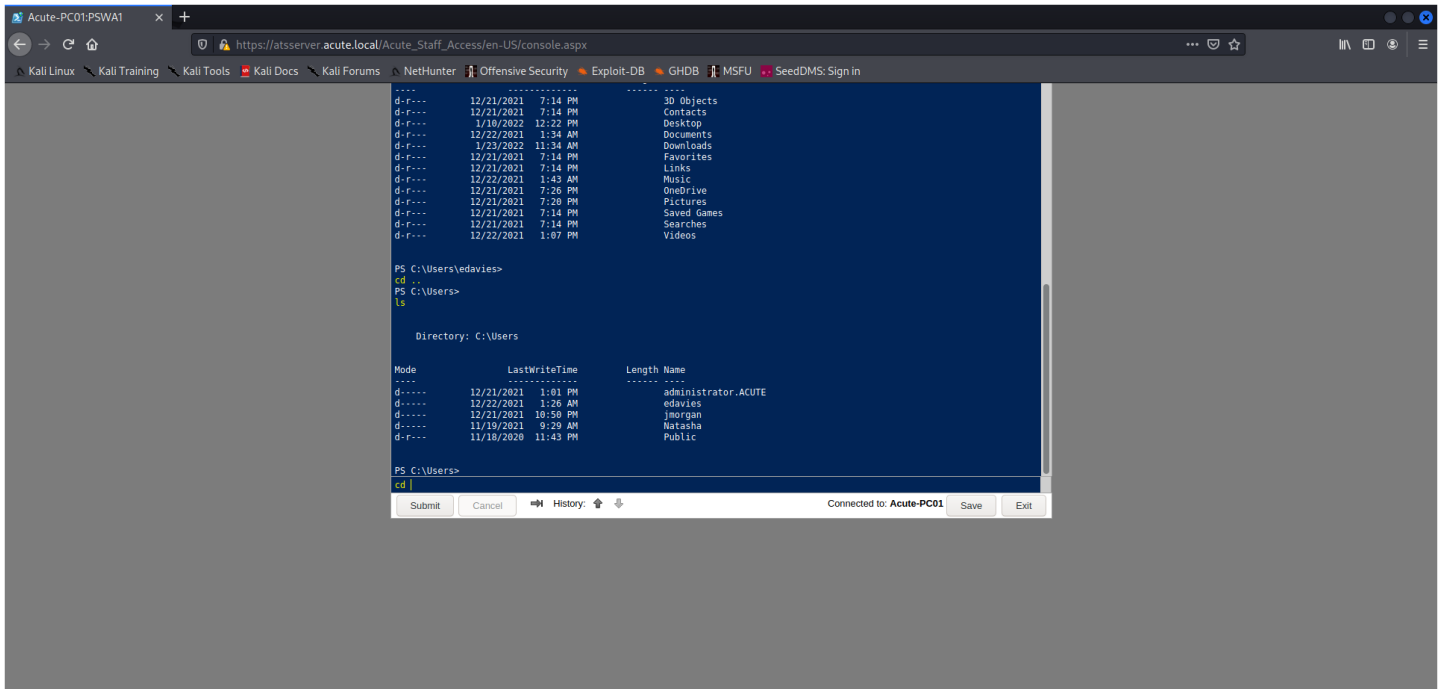 Acute-PC01:PSWA1
https://atsserver.acute.local/Acute_Staff_Access/en-US/console.aspx
Kali Linux Kali Training Kali Tools Kali Docs Kali Forums NetHunter Offensive Security Exploit-DB GHDB MSFU SeedDMS: Sign in
---- ------------- ------ ----
d-r--- 12/21/2021 7:14 PM 3D Objects
d-r--- 12/21/2021 7:14 PM Contacts
d-r--- 1/10/2022 12:22 PM Desktop
d-r--- 12/22/2021 1:34 AM Documents
d-r--- 1/23/2022 11:34 AM Downloads
d-r--- 12/21/2021 7:14 PM Favorites
d-r--- 12/21/2021 7:14 PM Links
d-r--- 12/22/2021 1:43 AM Music
d-r--- 12/21/2021 7:26 PM OneDrive
d-r--- 12/21/2021 7:20 PM Pictures
d-r--- 12/21/2021 7:14 PM Saved Games
d-r--- 12/21/2021 7:14 PM Searches
d-r--- 12/22/2021 1:07 PM Videos
PS C:\Users\edavies>
cd ..
PS C:\Users>
ls
Directory: C:\Users
Mode LastWriteTime Length Name
---- ------------- ------ ----
d----- 12/21/2021 1:01 PM administrator.ACUTE
d----- 12/22/2021 1:26 AM edavies
d----- 12/21/2021 10:50 PM jmorgan
d----- 11/19/2021 9:29 AM Natasha
d-r--- 11/18/2020 11:43 PM Public
PS C:\Users>
cd
Submit Cancel History: Connected to: Acute-PC01 Save Exit